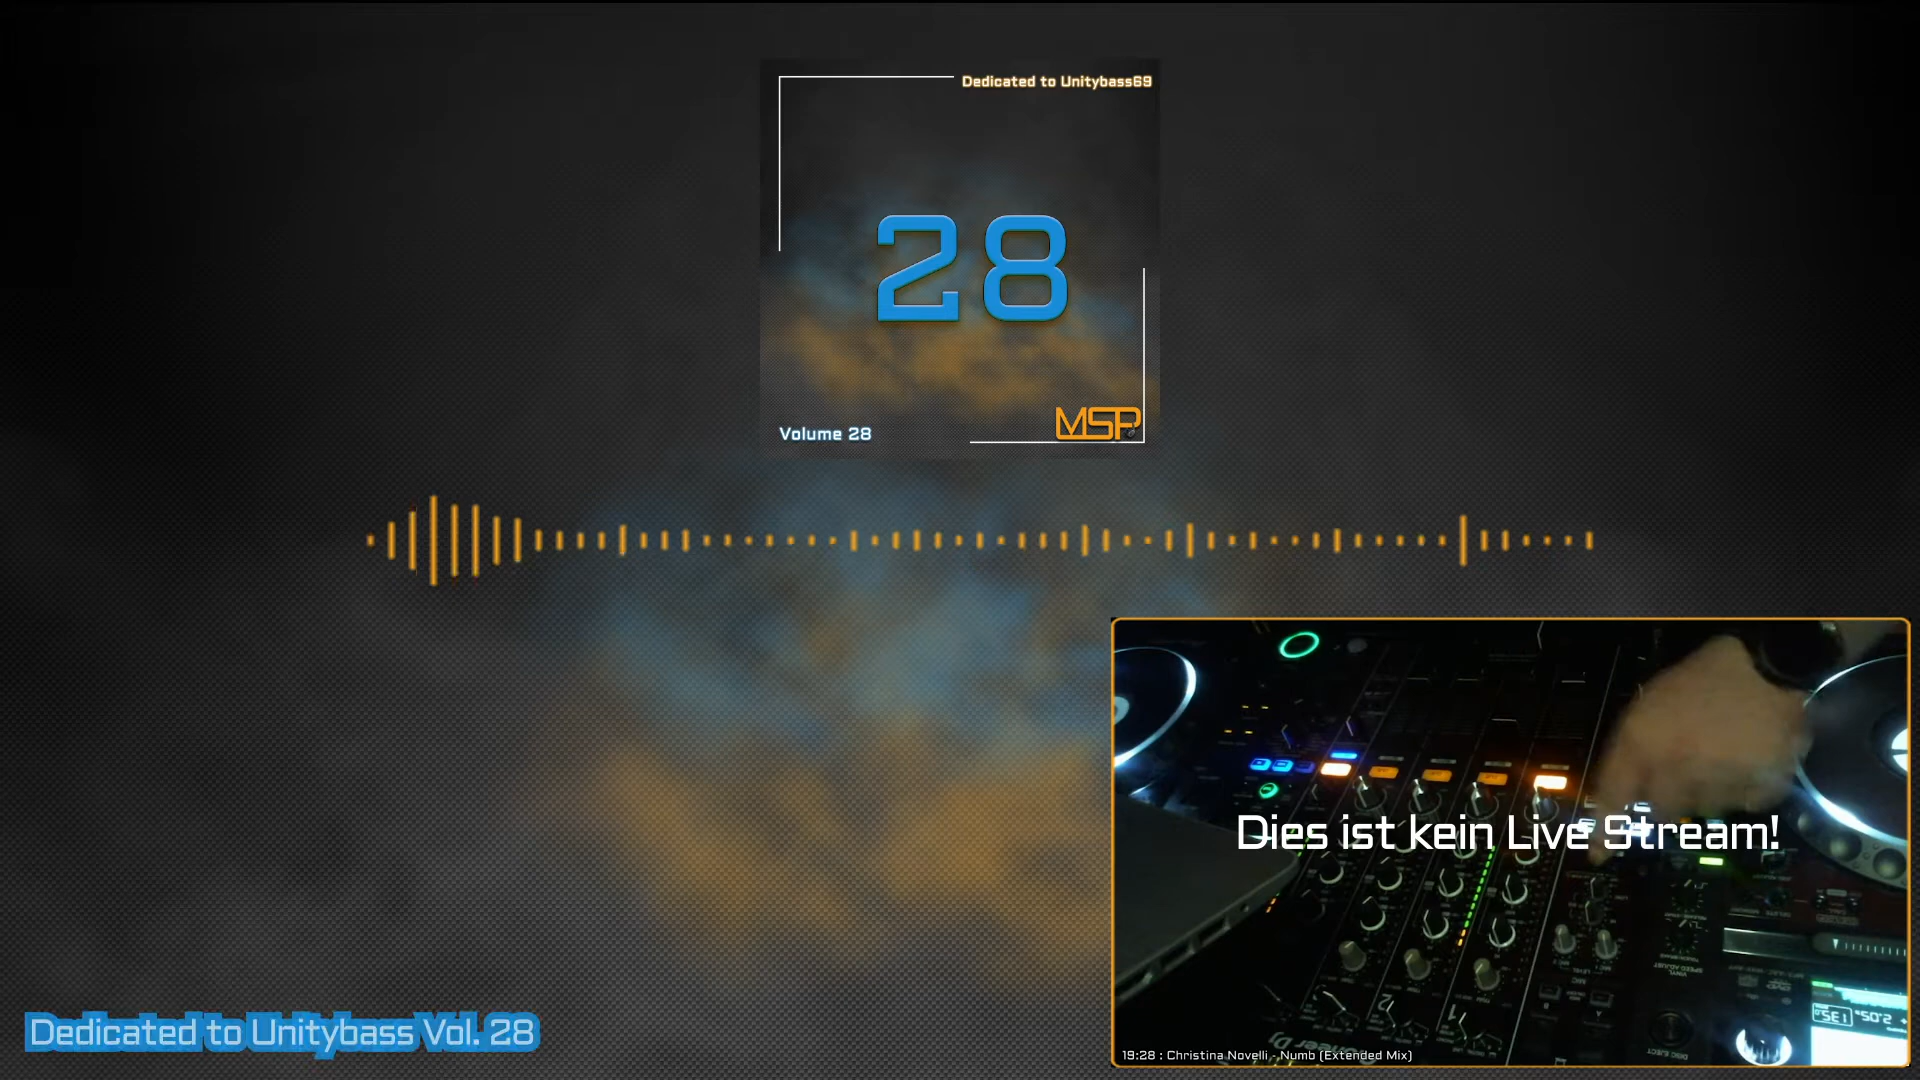 Dedicated to Unitybass69
28
Volume 28
MSP
Dies ist kein Live Stream!
Dedicated to Unitybass Vol. 28
19:28 : Christina Novelli - Numb (Extended Mix)